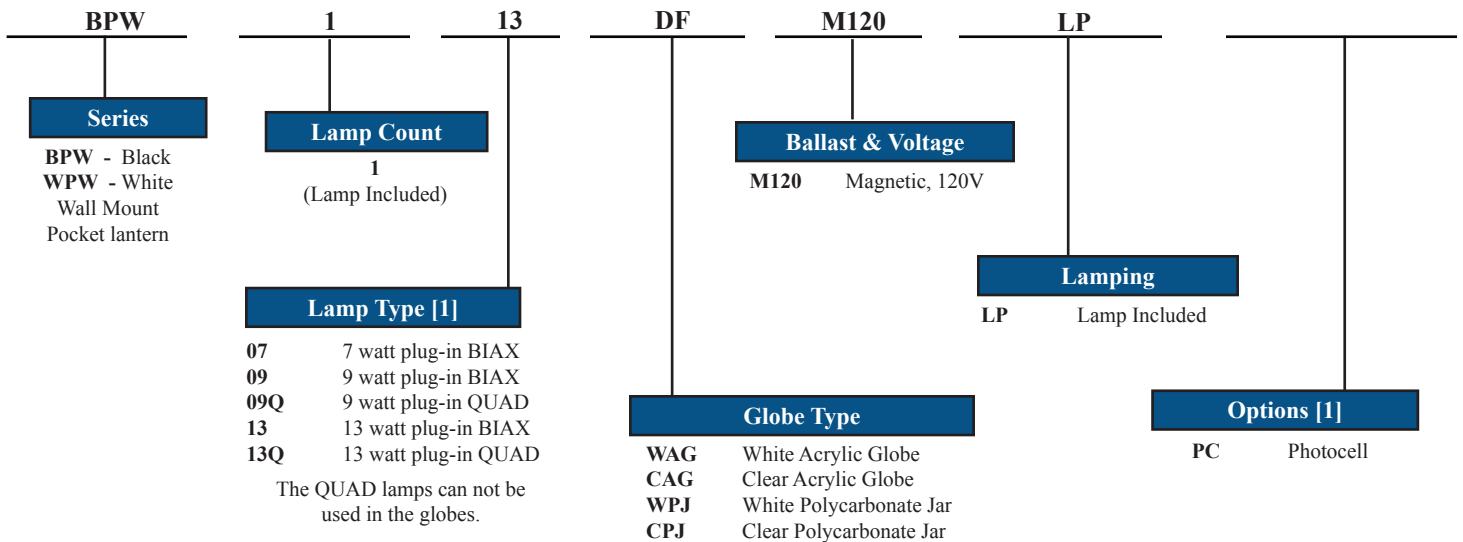 BPW 1 13 DF M120 LP
Series
BPW - Black
WPW - White
Wall Mount
Pocket lantern
Lamp Count
1
(Lamp Included)
Lamp Type [1]
07 7 watt plug-in BIAX
09 9 watt plug-in BIAX
09Q 9 watt plug-in QUAD
13 13 watt plug-in BIAX
13Q 13 watt plug-in QUAD
The QUAD lamps can not be
used in the globes.
Globe Type
WAG White Acrylic Globe
CAG Clear Acrylic Globe
WPJ White Polycarbonate Jar
CPJ Clear Polycarbonate Jar
Ballast & Voltage
M120 Magnetic, 120V
Lamping
LP Lamp Included
Options [1]
PC Photocell